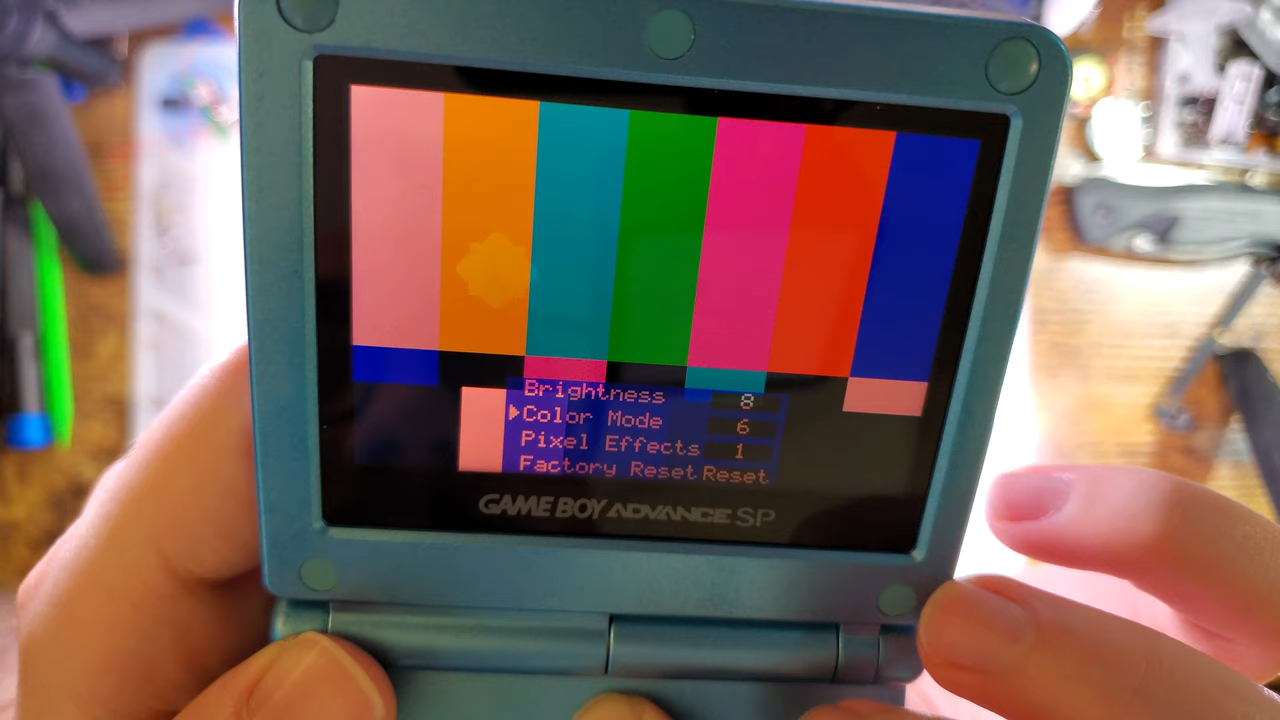 Brightness 8
Color Mode 6
Pixel Effects 1
Factory Reset Reset
GAME BOY ADVANCE SP